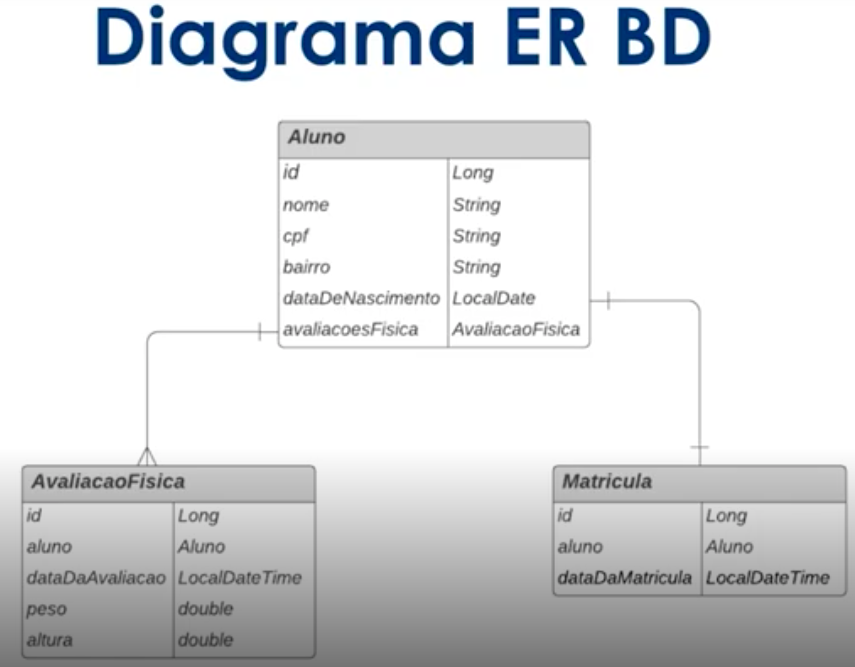 Diagrama ER BD
Aluno
id Long
nome String
cpf String
bairro String
dataDeNascimento LocalDate
avaliacoesFisica AvaliacaoFisica
AvaliacaoFisica
id Long
aluno Aluno
dataDaAvaliacao LocalDateTime
peso double
altura double
Matricula
id Long
aluno Aluno
dataDaMatricula LocalDateTime